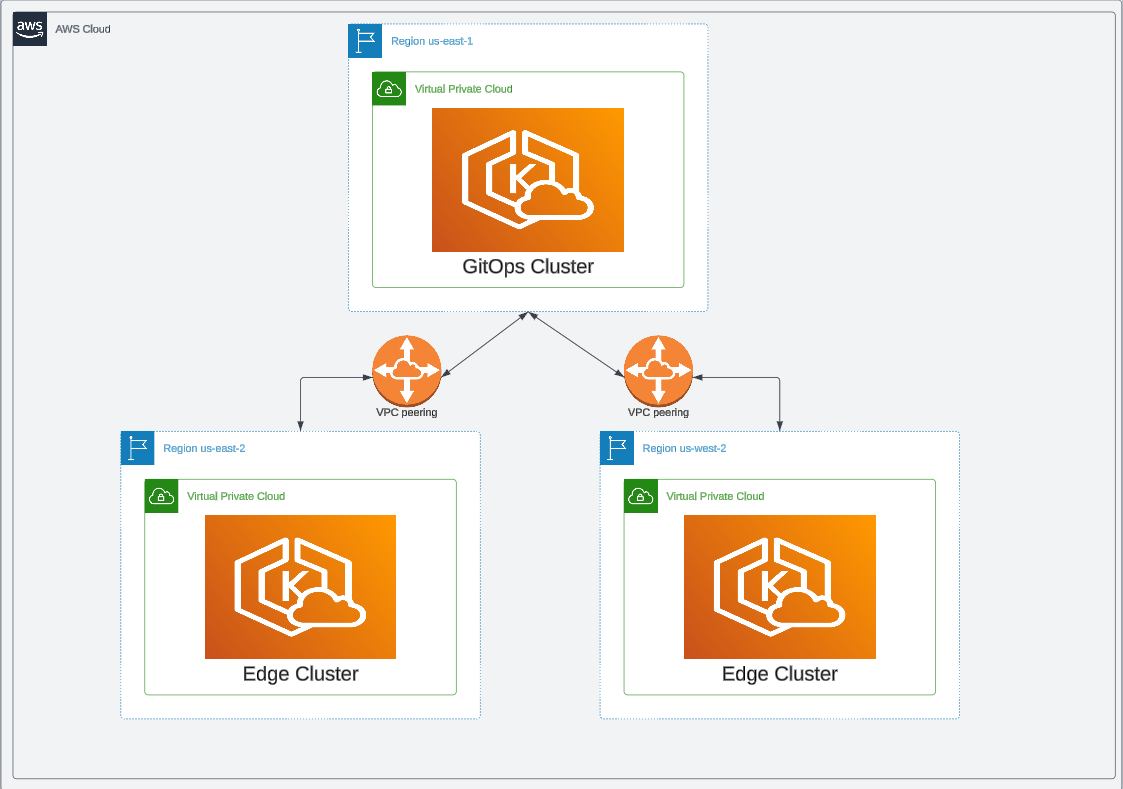 aws
AWS Cloud
Region us-east-1
Virtual Private Cloud
K
GitOps Cluster
VPC peering
VPC peering
Region us-east-2
Virtual Private Cloud
K
Edge Cluster
Region us-west-2
Virtual Private Cloud
K
Edge Cluster